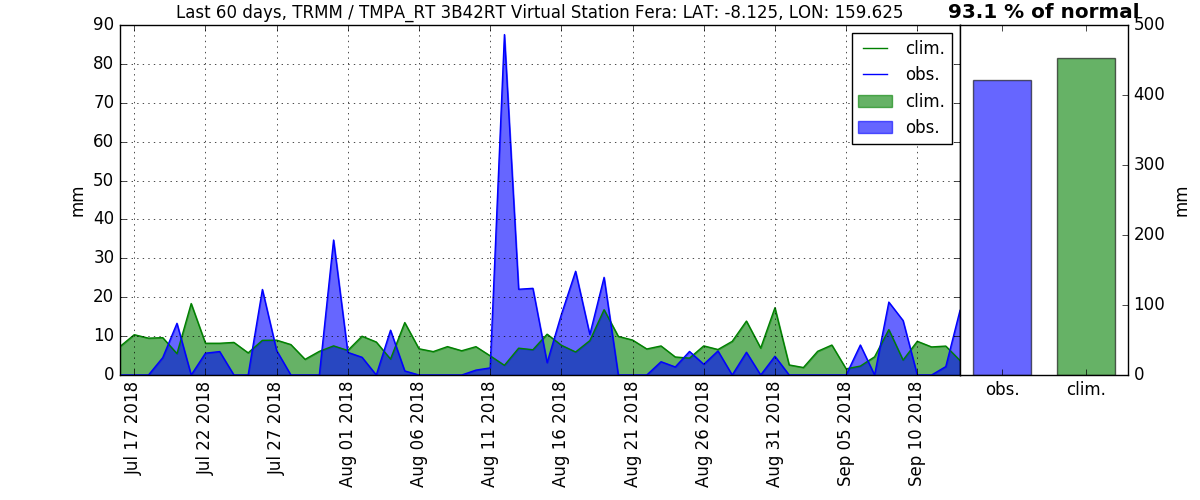 Last 60 days, TRMM / TMPA_RT 3B42RT Virtual Station Fera: LAT: -8.125, LON: 159.625
93.1 % of normal
90
80
70
60
50
40
30
20
10
0
mm
clim.
obs.
clim.
obs.
500
400
300
200
100
0
mm
obs.
clim.
Jul 17 2018
Jul 22 2018
Jul 27 2018
Aug 01 2018
Aug 06 2018
Aug 11 2018
Aug 16 2018
Aug 21 2018
Aug 26 2018
Aug 31 2018
Sep 05 2018
Sep 10 2018